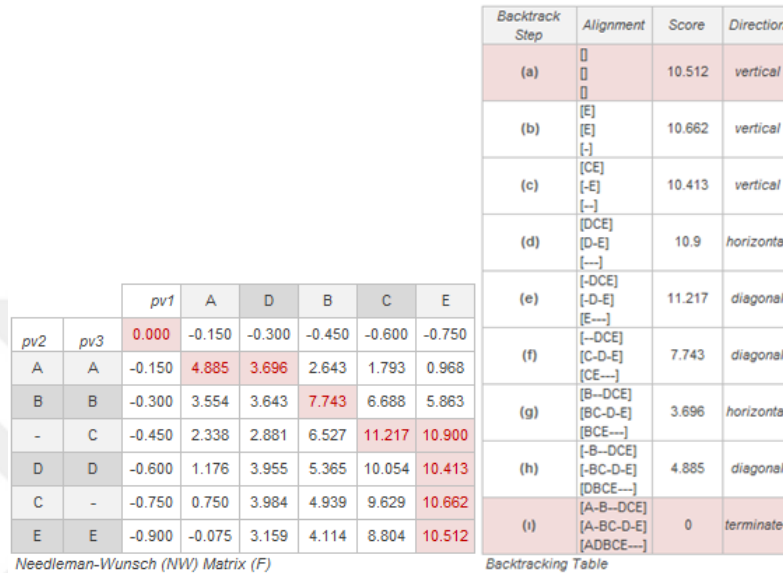 pv1 A D B C E
pv2 pv3 0.000 -0.150 -0.300 -0.450 -0.600 -0.750
A A -0.150 4.885 3.696 2.643 1.793 0.968
B B -0.300 3.554 3.643 7.743 6.688 5.863
- C -0.450 2.338 2.881 6.527 11.217 10.900
D D -0.600 1.176 3.955 5.365 10.054 10.413
C - -0.750 0.750 3.984 4.939 9.629 10.662
E E -0.900 -0.075 3.159 4.114 8.804 10.512
Needleman-Wunsch (NW) Matrix (F)
Backtrack
Step Alignment Score Direction
[]
(a) [] 10.512 vertical
[]
[E]
(b) [E] 10.662 vertical
[-]
[CE]
(c) [-E] 10.413 vertical
[--]
[DCE]
(d) [D-E] 10.9 horizonta
[---]
[-DCE]
(e) [-D-E] 11.217 diagonal
[E---]
[--DCE]
(f) [C-D-E] 7.743 diagonal
[CE---]
[B--DCE]
(g) [BC-D-E] 3.696 horizonta
[BCE---]
[-B--DCE]
(h) [-BC-D-E] 4.885 diagonal
[DBCE---]
[A-B--DCE]
(ı) [A-BC-D-E] 0 terminate
[ADBCE---]
Backtracking Table